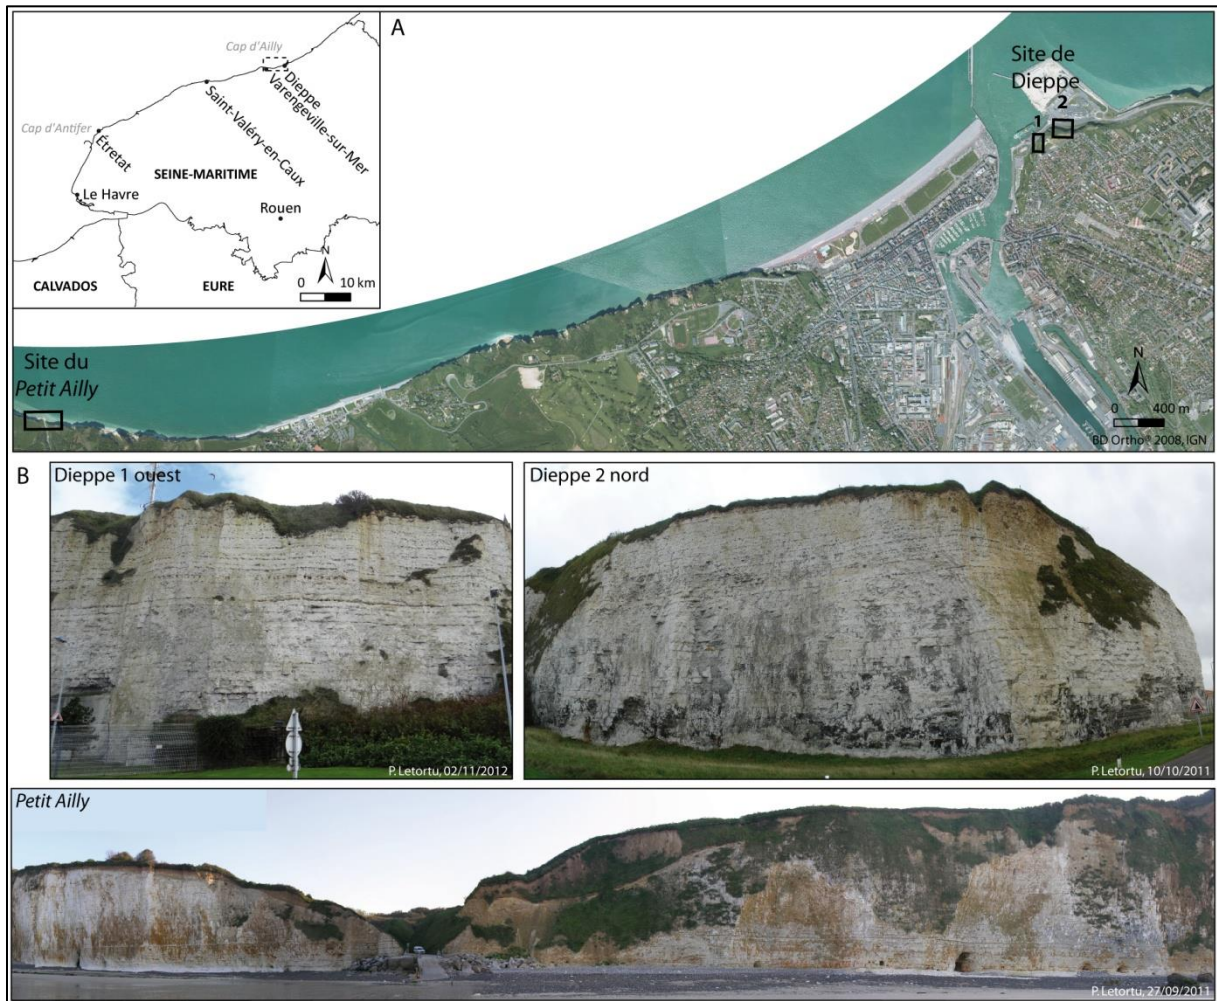 A
Cap d'Ailly
Dieppe
Varengeville-sur-Mer
Saint-Valéry-en-Caux
Cap d'Antifer
Étretat
SEINE-MARITIME
Le Havre
Rouen
N
0 10 km
CALVADOS
EURE
Site de
Dieppe
2
1
Site du
Petit Ailly
N
0 400 m
BD Ortho® 2008, IGN
B
Dieppe 1 ouest
P. Letortu, 02/11/2012
Dieppe 2 nord
P. Letortu, 10/10/2011
Petit Ailly
P. Letortu, 27/09/2011